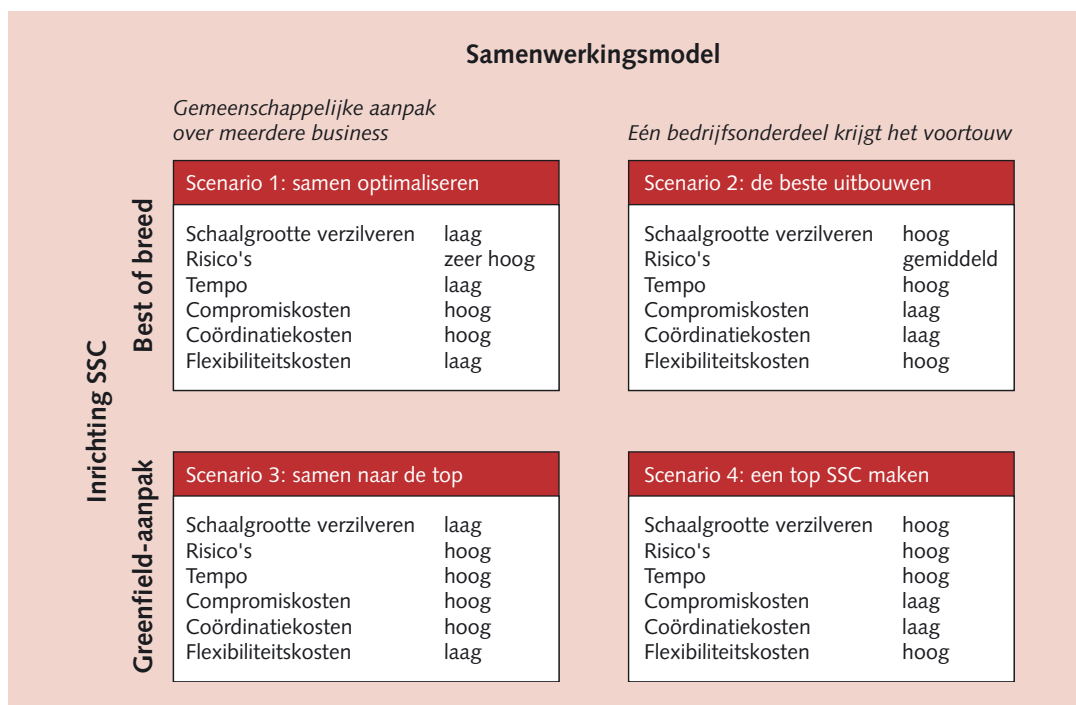 Samenwerkingsmodel
Gemeenschappelijke aanpak
over meerdere business
Eén bedrijfsonderdeel krijgt het voortouw
Inrichting SSC
Best of breed
Scenario 1: samen optimaliseren
Schaalgrootte verzilveren laag
Risico's zeer hoog
Tempo laag
Compromiskosten hoog
Coördinatiekosten hoog
Flexibiliteitskosten laag
Scenario 2: de beste uitbouwen
Schaalgrootte verzilveren hoog
Risico's gemiddeld
Tempo hoog
Compromiskosten laag
Coördinatiekosten laag
Flexibiliteitskosten hoog
Greenfield-aanpak
Scenario 3: samen naar de top
Schaalgrootte verzilveren laag
Risico's hoog
Tempo hoog
Compromiskosten hoog
Coördinatiekosten hoog
Flexibiliteitskosten laag
Scenario 4: een top SSC maken
Schaalgrootte verzilveren hoog
Risico's hoog
Tempo hoog
Compromiskosten laag
Coördinatiekosten laag
Flexibiliteitskosten hoog